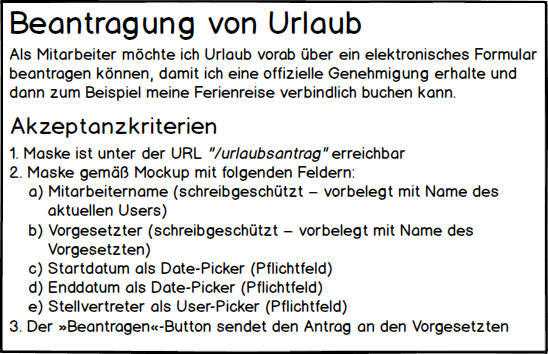 Beantragung von Urlaub
Als Mitarbeiter möchte ich Urlaub vorab über ein elektronisches Formular
beantragen können, damit ich eine offizielle Genehmigung erhalte und
dann zum Beispiel meine Ferienreise verbindlich buchen kann.
Akzeptanzkriterien
1. Maske ist unter der URL "/urlaubsantrag" erreichbar
2. Maske gemäß Mockup mit folgenden Feldern:
a) Mitarbeitername (schreibgeschützt – vorbelegt mit Name des
aktuellen Users)
b) Vorgesetzter (schreibgeschützt – vorbelegt mit Name des
Vorgesetzten)
c) Startdatum als Date-Picker (Pflichtfeld)
d) Enddatum als Date-Picker (Pflichtfeld)
e) Stellvertreter als User-Picker (Pflichtfeld)
3. Der »Beantragen«-Button sendet den Antrag an den Vorgesetzten